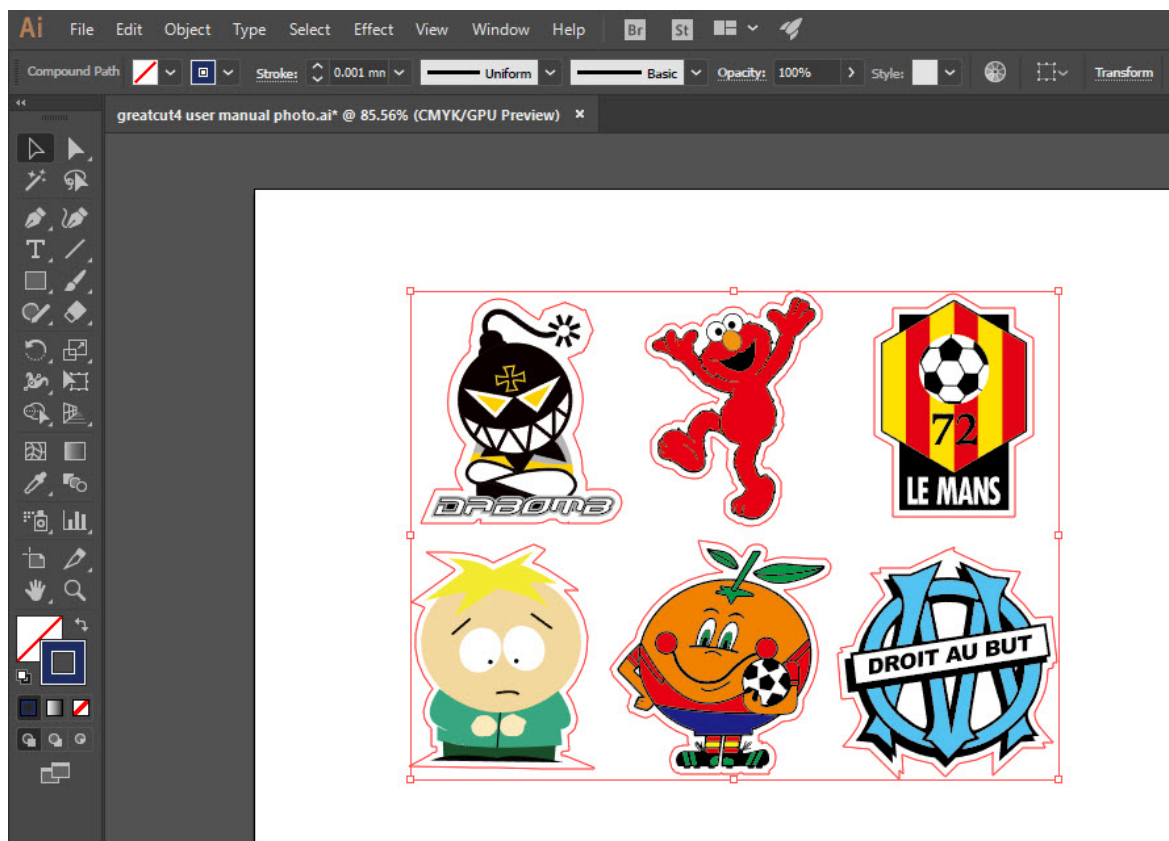 Ai File Edit Object Type Select Effect View Window Help Br St
Compound Path Stroke: 0.001 mn Uniform Basic Opacity: 100% Style: Transform
greatcut4 user manual photo.ai* @ 85.56% (CMYK/GPU Preview) ×
DABOMB
72
LE MANS
DROIT AU BUT